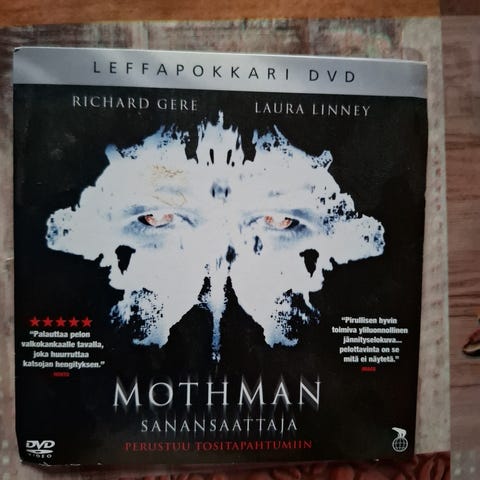 LEFFAPOKKARI DVD
RICHARD GERE LAURA LINNEY
"Palauttaa pelon
valkokankaalle tavalla,
joka huurruttaa
katsojan hengityksen."
"Pirullisen hyvin
toimiva yliluonnollinen
jännityselokuva...
pelottavinta on se
mitä ei näytetä."
MOTHMAN
SANANSAATTAJA
PERUSTUU TOSITAPAHTUMIIN
DVD
VIDEO